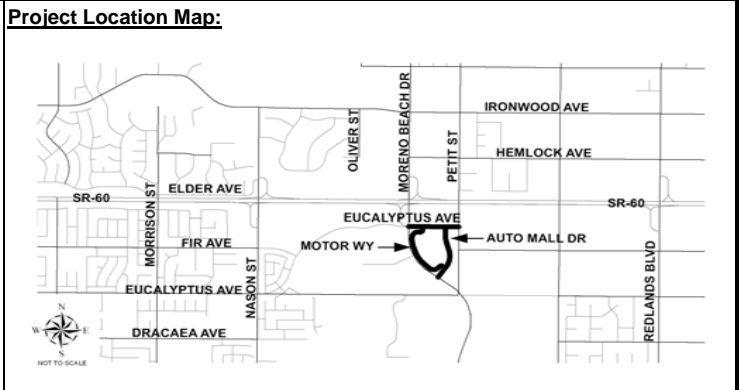 Project Location Map:
IRONWOOD AVE
OLIVER ST
MORENO BEACH DR
PETIT ST
HEMLOCK AVE
ELDER AVE
SR-60
SR-60
MORRISON ST
EUCALYPTUS AVE
FIR AVE
MOTOR WY
AUTO MALL DR
NASON ST
REDLANDS BLVD
EUCALYPTUS AVE
DRACAEA AVE
N
W
E
S
NOT TO SCALE